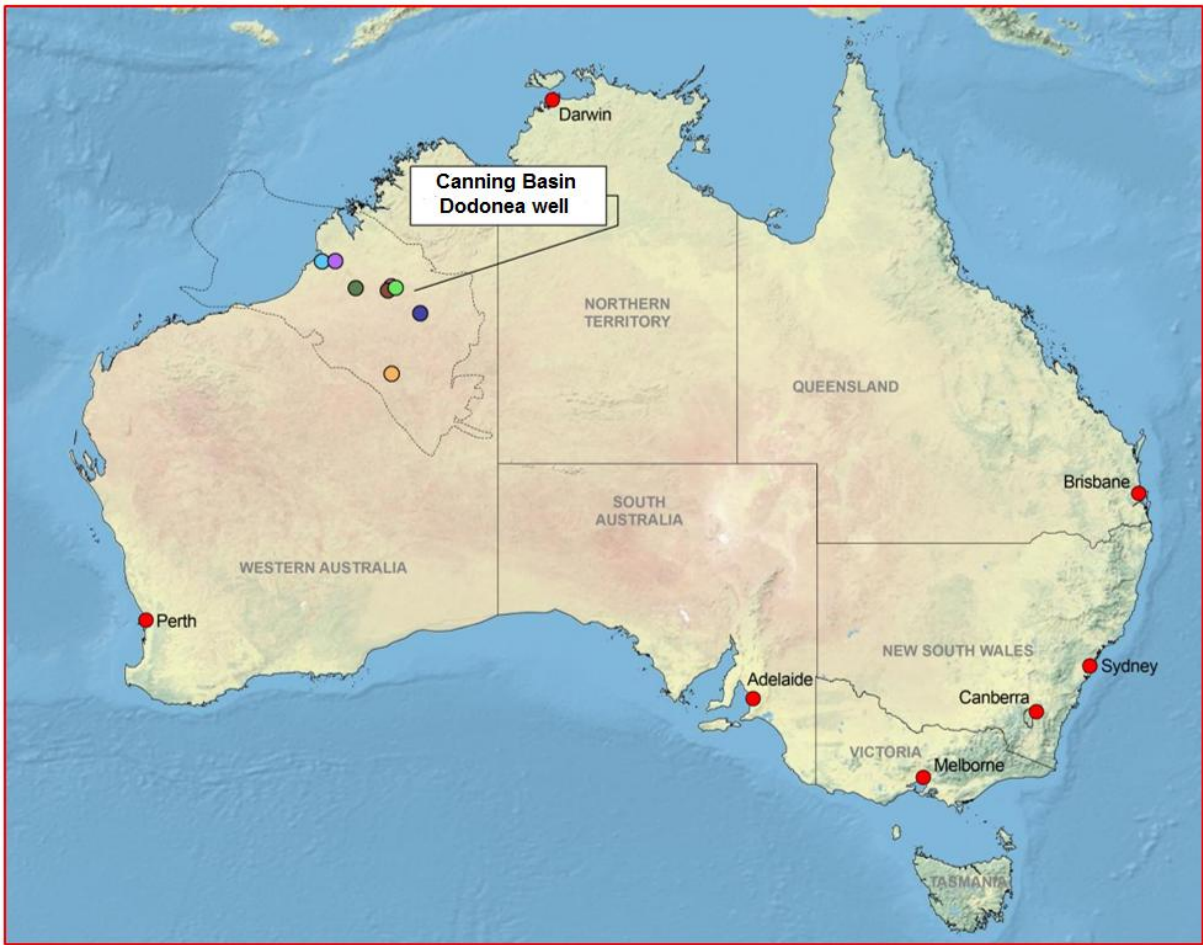 Darwin
Canning Basin
Dodonea well
NORTHERN
TERRITORY
QUEENSLAND
Brisbane
SOUTH
AUSTRALIA
WESTERN AUSTRALIA
Perth
NEW SOUTH WALES
Sydney
Adelaide
Canberra
VICTORIA
Melborne
TASMANIA